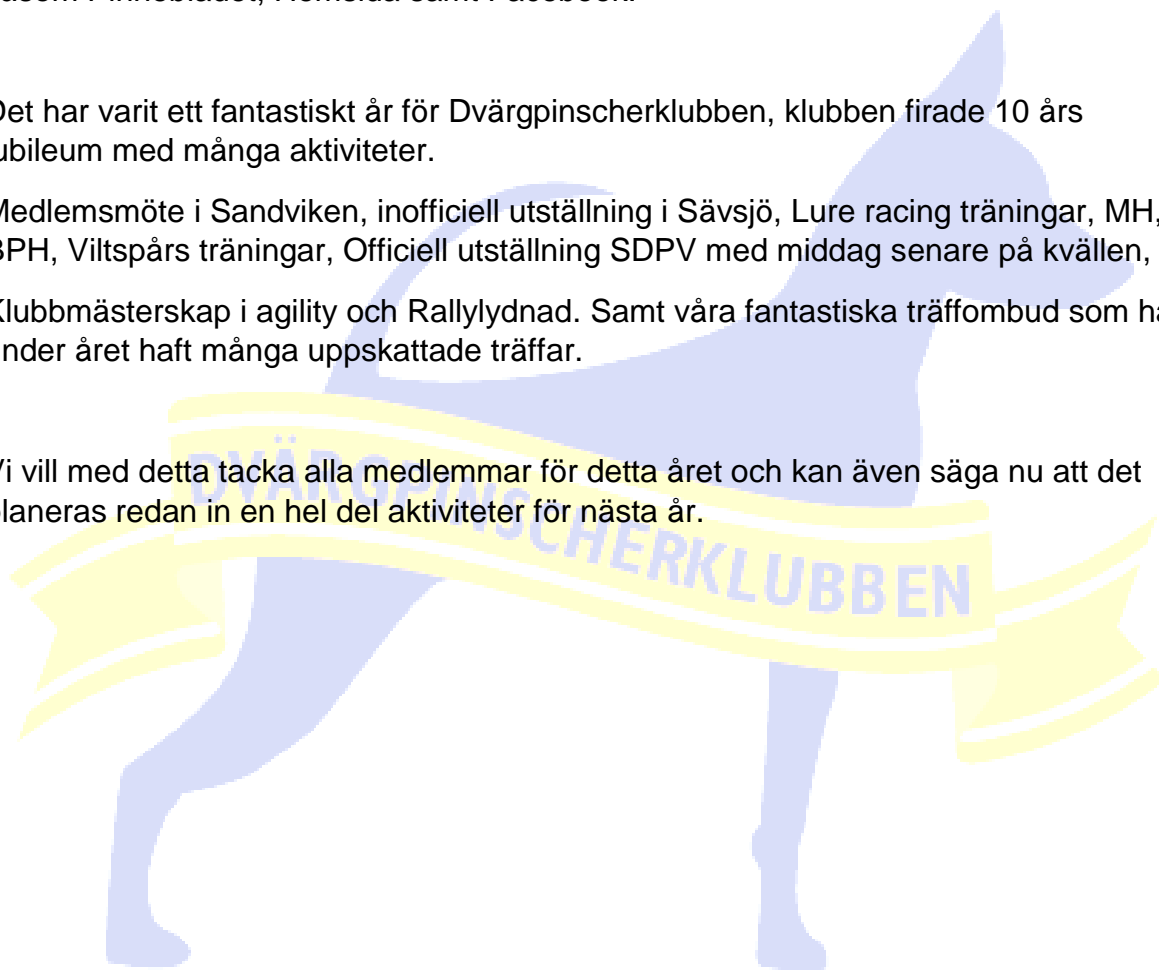 Det har varit ett fantastiskt år för Dvärgpinscherklubben, klubben firade 10 års
jubileum med många aktiviteter.
Medlemsmöte i Sandviken, inofficiell utställning i Sävsjö, Lure racing träningar, MH,
BPH, Viltspårs träningar, Officiell utställning SDPV med middag senare på kvällen,
Klubbmästerskap i agility och Rallylydnad. Samt våra fantastiska träffombud som ha
under året haft många uppskattade träffar.
Vi vill med detta tacka alla medlemmar för detta året och kan även säga nu att det
planeras redan in en hel del aktiviteter för nästa år.
DVÄRGPINSCHERKLUBBEN